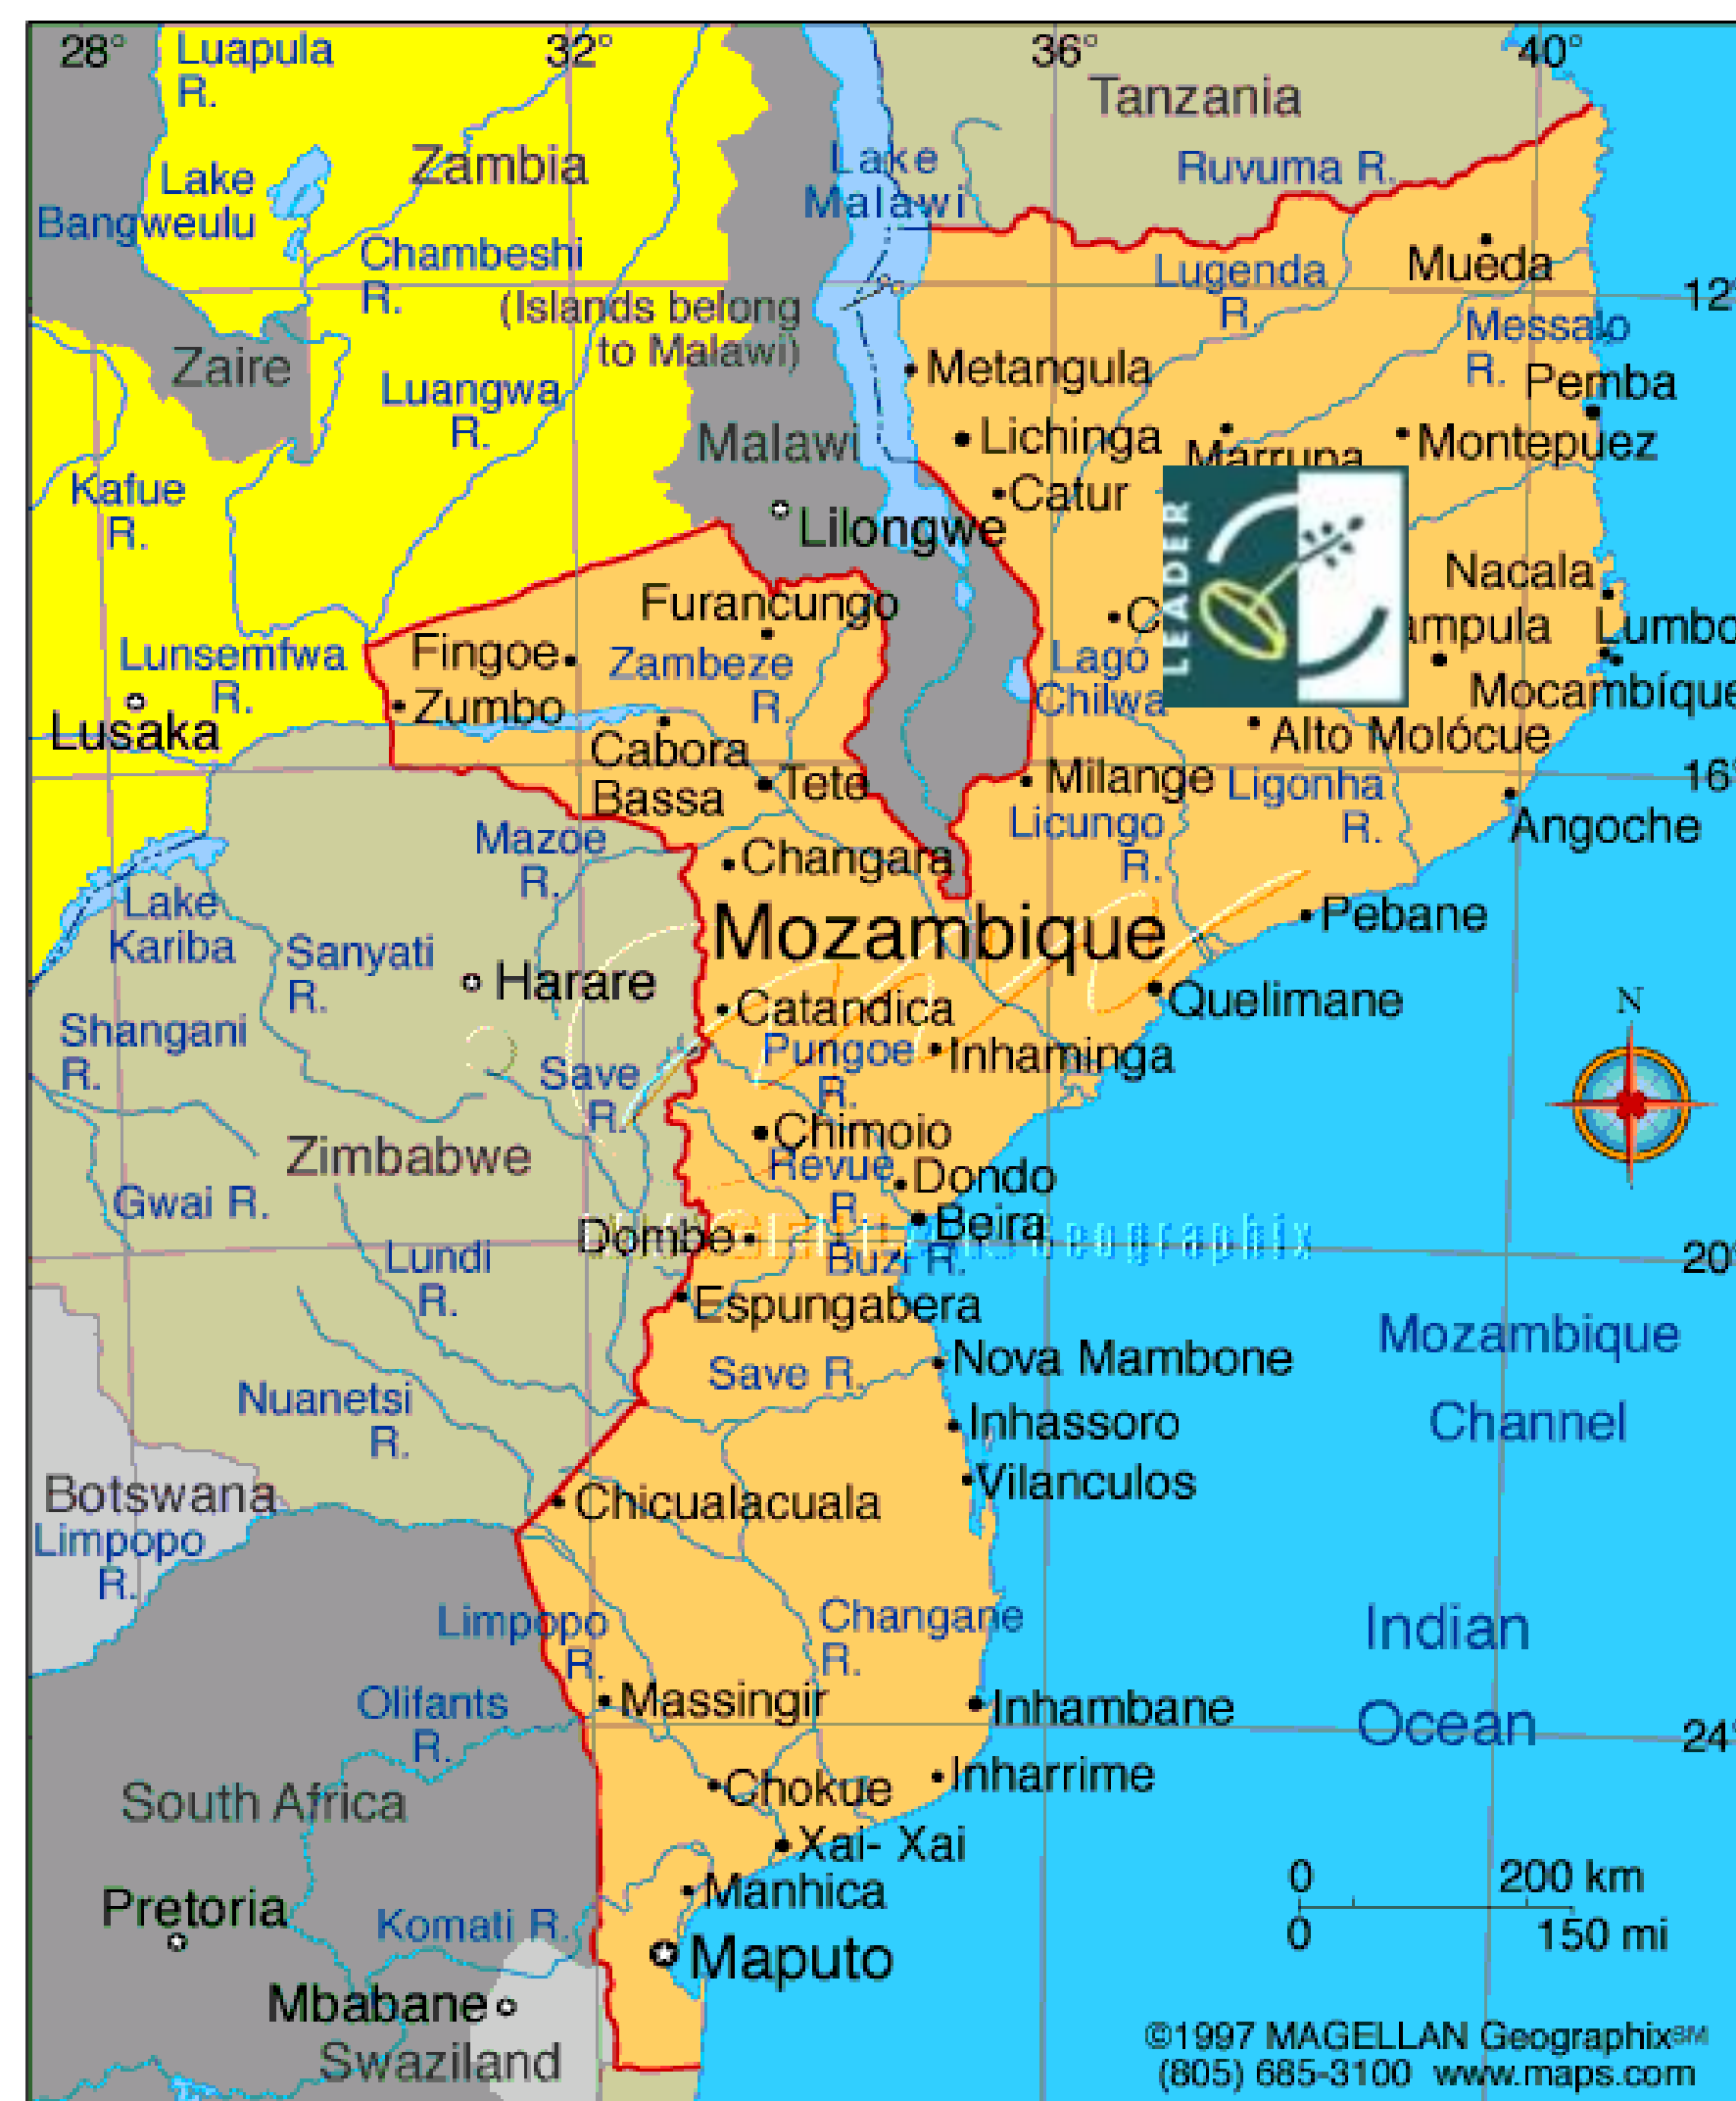 28°
32°
36°
40°
Luapula
R.
Tanzania
Zambia
Lake
Malawi
Ruvuma R.
Lake
Bangweulu
Chambeshi
R.
Lugenda
R.
Mueda
12°
(Islands belong
to Malawi)
Messalo
R.
Zaire
Metangula
Pemba
Luangwa
R.
Malawi
Lichinga
Marrupa
Montepuez
Catur
Kafue
R.
Lilongwe
LEADER
Nacala
Furancungo
C
ampula
Lumbo
Lunsemfwa
R.
Fingoe
Zambeze
R.
Lago
Chilwa
Zumbo
Mocambíque
Lusaka
Cabora
Bassa
Alto Molócue
Tete
Milange
Ligonha
R.
16°
Mazoe
R.
Licungo
R.
Angoche
Changara
Lake
Kariba
Mozambique
Pebane
Sanyati
R.
Harare
Catandica
Quelimane
N
Shangani
R.
Save
R.
Pungoe
R.
Inhaminga
Chimoio
Zimbabwe
Revue
R.
Dondo
Gwai R.
Dombe
Beira
Geographix
Lundi
R.
Buzi R.
20°
Espungabera
Mozambique
Channel
Save R.
Nova Mambone
Nuanetsi
R.
Inhassoro
Vilanculos
Botswana
Chicualacuala
Limpopo
R.
Limpopo
R.
Changane
R.
Indian
Ocean
Olifants
R.
Massingir
Inhambane
24°
South Africa
Chokue
Inharrime
Xai- Xai
Manhica
0 200 km
0 150 mi
Pretoria
Komati R.
Maputo
Mbabane
Swaziland
©1997 MAGELLAN Geographix℠
(805) 685-3100 www.maps.com